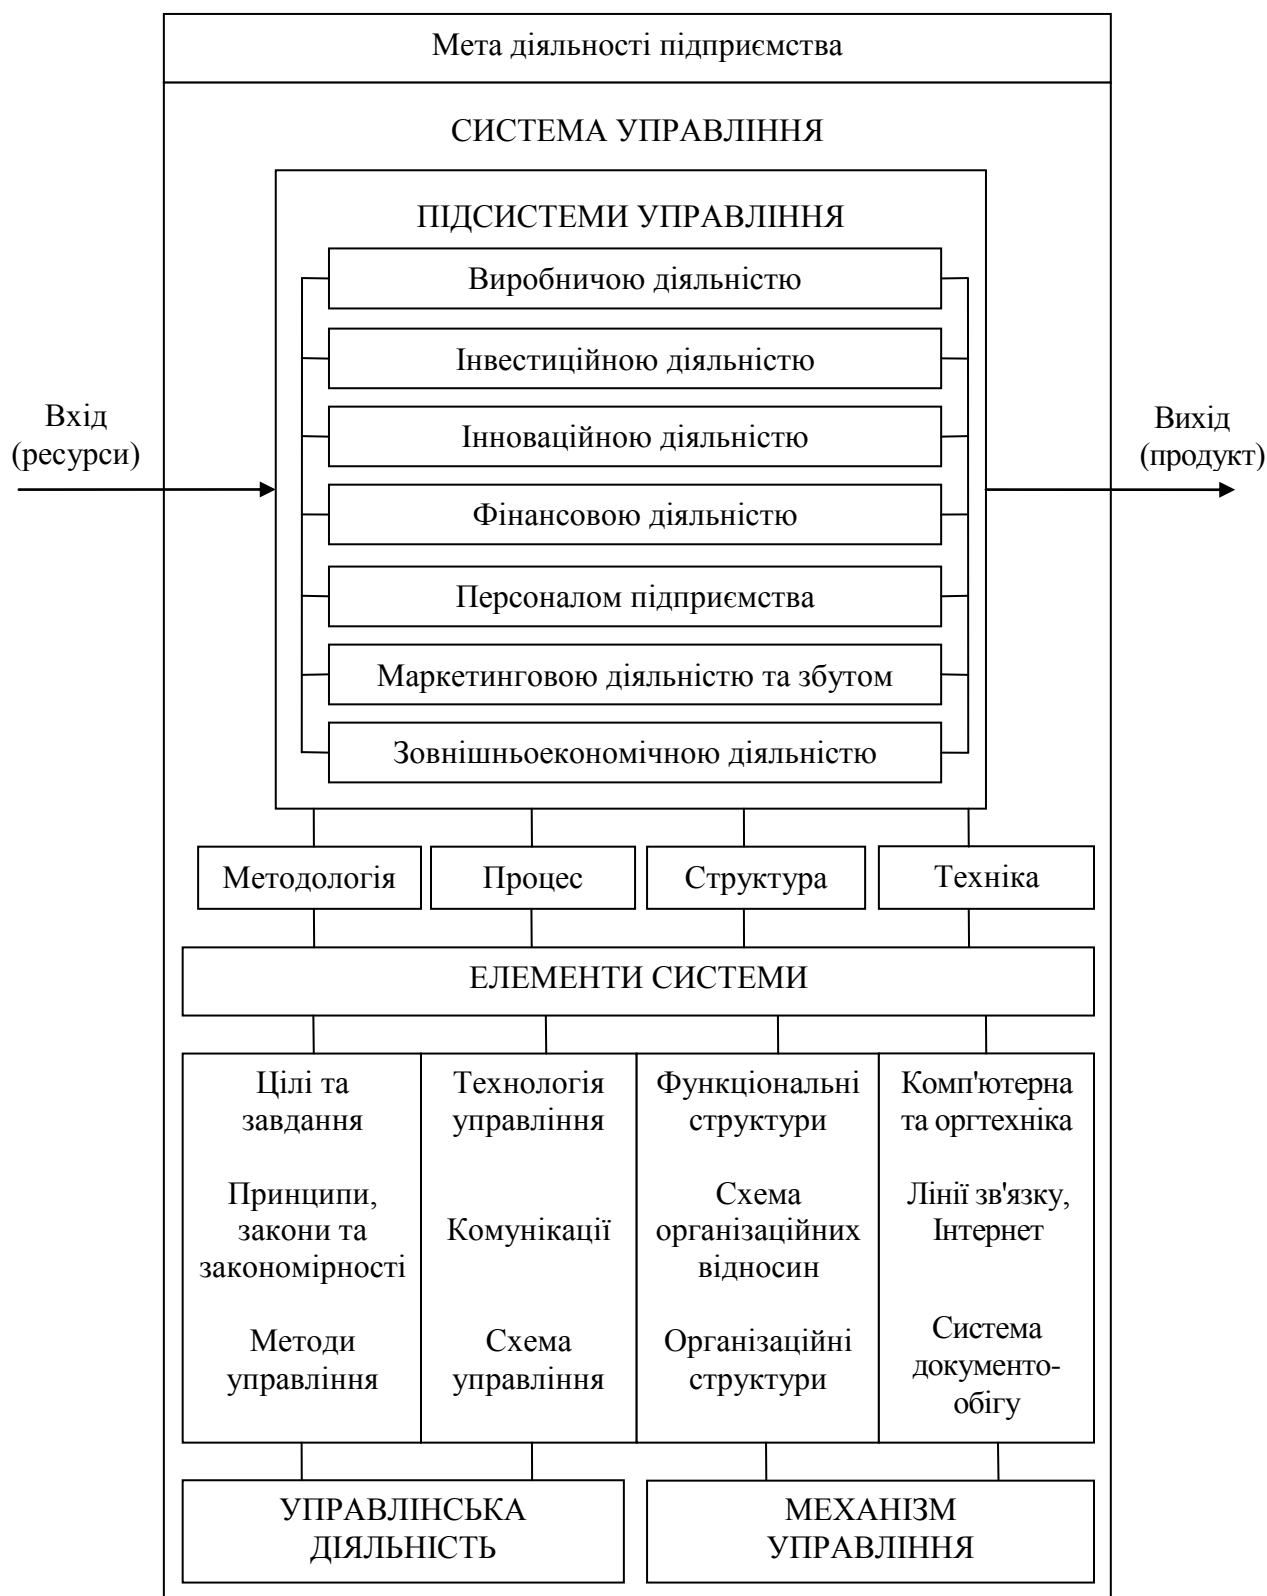 Мета діяльності підприємства
СИСТЕМА УПРАВЛІННЯ
ПІДСИСТЕМИ УПРАВЛІННЯ
Виробничою діяльністю
Інвестиційною діяльністю
Вхід
(ресурси)
Інноваційною діяльністю
Вихід
(продукт)
Фінансовою діяльністю
Персоналом підприємства
Маркетинговою діяльністю та збутом
Зовнішньоекономічною діяльністю
Методологія
Процес
Структура
Техніка
ЕЛЕМЕНТИ СИСТЕМИ
Цілі та
завдання
Принципи,
закони та
закономірності
Методи
управління
Технологія
управління
Комунікації
Схема
управління
Функціональні
структури
Схема
організаційних
відносин
Організаційні
структури
Комп'ютерна
та оргтехніка
Лінії зв'язку,
Інтернет
Система
документо-
обігу
УПРАВЛІНСЬКА
ДІЯЛЬНІСТЬ
МЕХАНІЗМ
УПРАВЛІННЯ